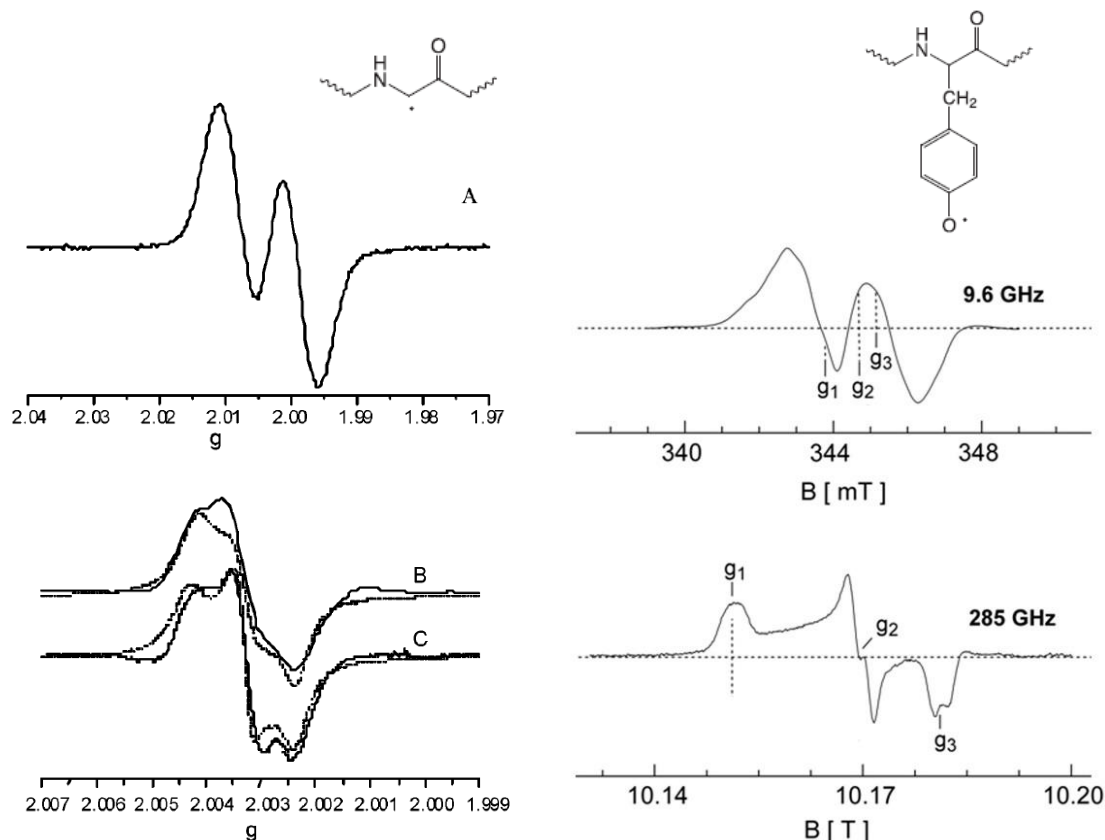 H
N
O
•
A
2.04 2.03 2.02 2.01 2.00 1.99 1.98 1.97
g
B
C
2.007 2.006 2.005 2.004 2.003 2.002 2.001 2.000 1.999
g
H
N
O
CH2
O •
9.6 GHz
g1 g2 g3
340 344 348
B [ mT ]
g1
g2
285 GHz
g3
10.14 10.17 10.20
B [ T ]